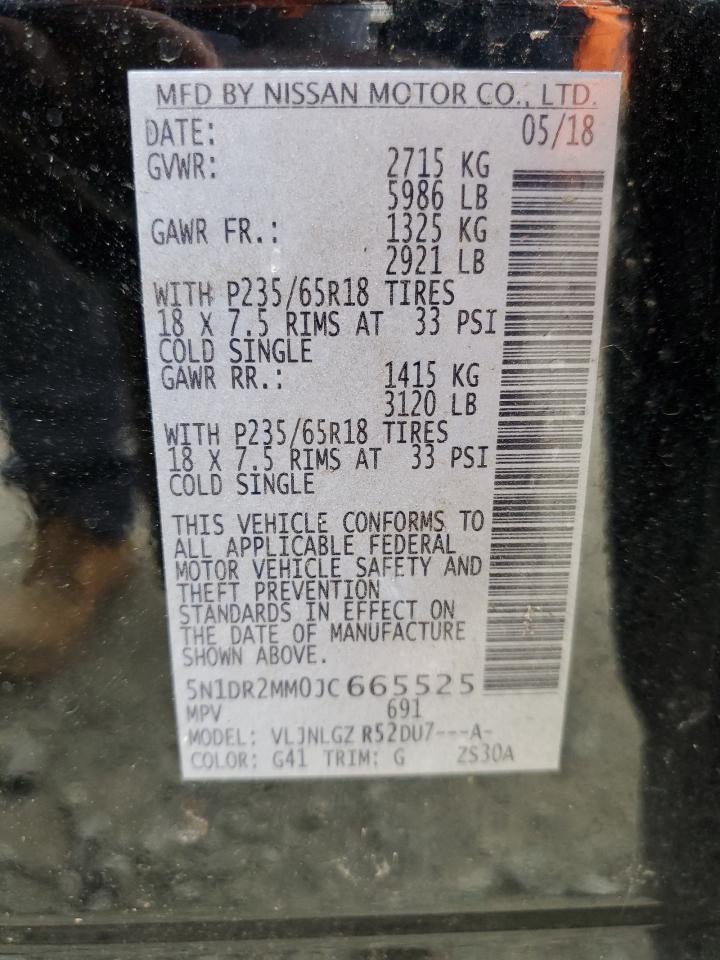 MFD BY NISSAN MOTOR CO., LTD.
DATE: 05/18
GVWR: 2715 KG
5986 LB
GAWR FR.: 1325 KG
2921 LB
WITH P235/65R18 TIRES
18 X 7.5 RIMS AT 33 PSI
COLD SINGLE
GAWR RR.: 1415 KG
3120 LB
WITH P235/65R18 TIRES
18 X 7.5 RIMS AT 33 PSI
COLD SINGLE
THIS VEHICLE CONFORMS TO
ALL APPLICABLE FEDERAL
MOTOR VEHICLE SAFETY AND
THEFT PREVENTION
STANDARDS IN EFFECT ON
THE DATE OF MANUFACTURE
SHOWN ABOVE.
5N1DR2MM0JC665525
MPV 691
MODEL: VLJNLGZ R52DU7---A-
COLOR: G41 TRIM: G ZS30A